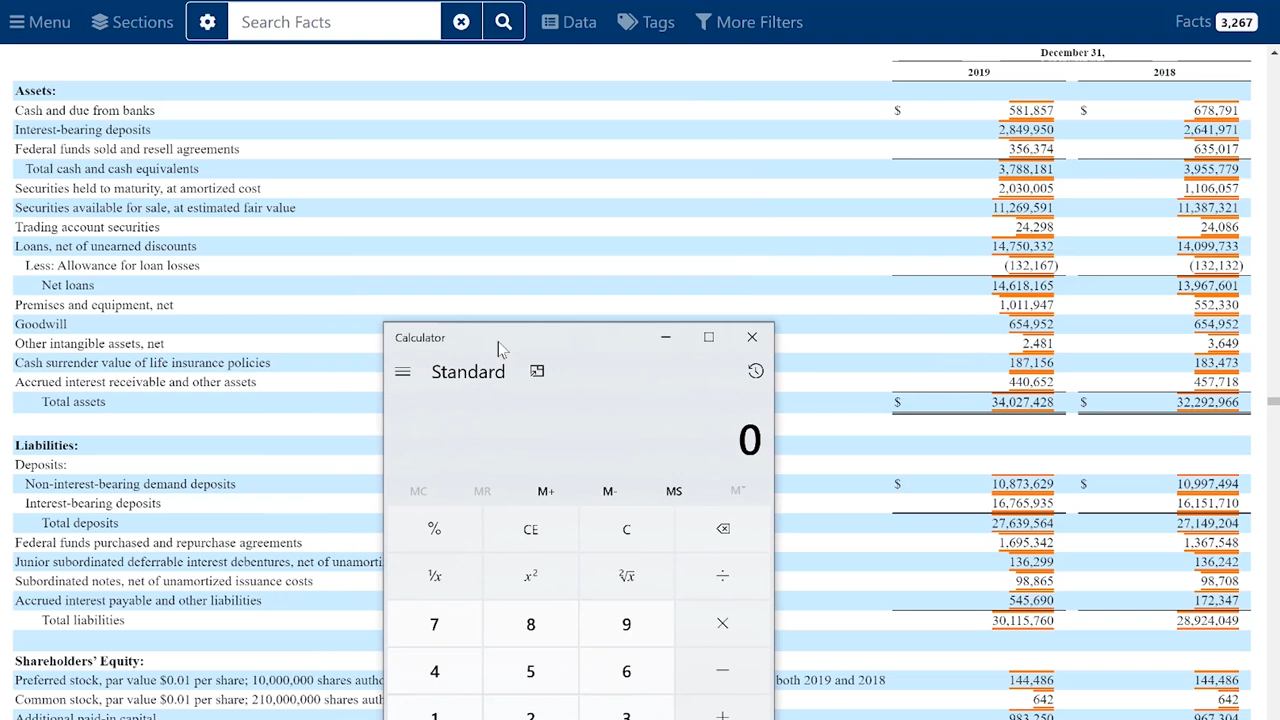 Menu Sections Search Facts Data Tags More Filters Facts 3,267
December 31,
2019 2018
Assets:
Cash and due from banks $ 581,857 $ 678,791
Interest-bearing deposits 2,849,950 2,641,971
Federal funds sold and resell agreements 356,374 635,017
Total cash and cash equivalents 3,788,181 3,955,779
Securities held to maturity, at amortized cost 2,030,005 1,106,057
Securities available for sale, at estimated fair value 11,269,591 11,387,321
Trading account securities 24,298 24,086
Loans, net of unearned discounts 14,750,332 14,099,733
Less: Allowance for loan losses (132,167) (132,132)
Net loans 14,618,165 13,967,601
Premises and equipment, net 1,011,947 552,330
Goodwill 654,952 654,952
Other intangible assets, net 2,481 3,649
Cash surrender value of life insurance policies 187,156 183,473
Accrued interest receivable and other assets 440,652 457,718
Total assets $ 34,027,428 $ 32,292,966
Liabilities:
Deposits:
Non-interest-bearing demand deposits $ 10,873,629 $ 10,997,494
Interest-bearing deposits 16,765,935 16,151,710
Total deposits 27,639,564 27,149,204
Federal funds purchased and repurchase agreements 1,695,342 1,367,548
Junior subordinated deferrable interest debentures, net of 136,299 136,242
Subordinated notes, net of unamortized issuance costs 98,865 98,708
Accrued interest payable and other liabilities 545,690 172,347
Total liabilities 30,115,760 28,924,049
Shareholders' Equity:
Preferred stock, par value $0.01 per share; 10,000,000 shares both 2019 and 2018 144,486 144,486
Common stock, par value $0.01 per share; 210,000,000 shares 642 642
Additional paid-in capital 983,250 967,304
Calculator
Standard
0
MC MR M+ M- MS M˅
% CE C
⅟x x² ²√x ÷
7 8 9 ×
4 5 6 −
1 2 3 +